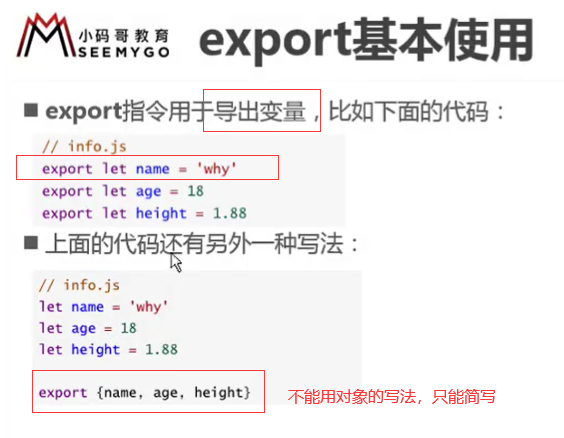 小码哥教育
SEEMYGO
export基本使用
export指令用于导出变量，比如下面的代码：
// info.js
export let name = 'why'
export let age = 18
export let height = 1.88
上面的代码还有另外一种写法：
// info.js
let name = 'why'
let age = 18
let height = 1.88
export {name, age, height}
不能用对象的写法，只能简写